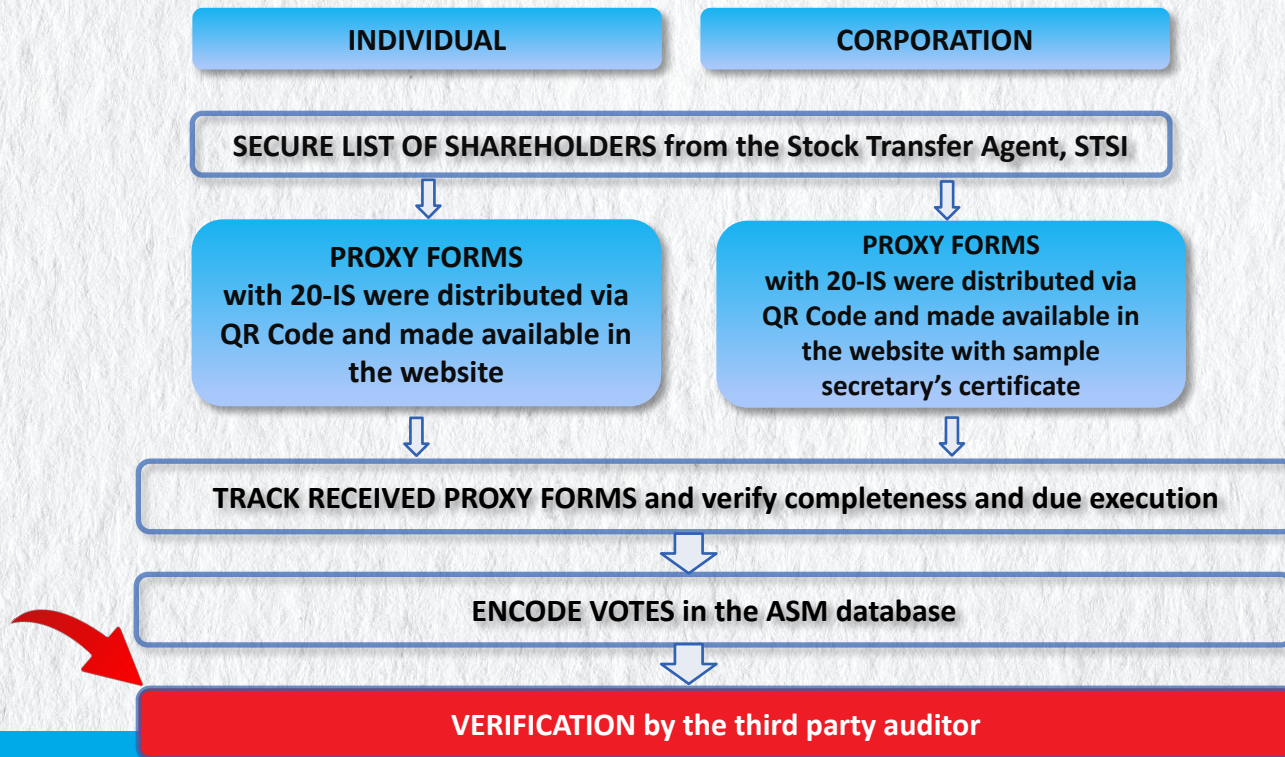 INDIVIDUAL
CORPORATION
SECURE LIST OF SHAREHOLDERS from the Stock Transfer Agent, STSI
PROXY FORMS
with 20-IS were distributed via
QR Code and made available in
the website
PROXY FORMS
with 20-IS were distributed via
QR Code and made available in
the website with sample
secretary’s certificate
TRACK RECEIVED PROXY FORMS and verify completeness and due execution
ENCODE VOTES in the ASM database
VERIFICATION by the third party auditor